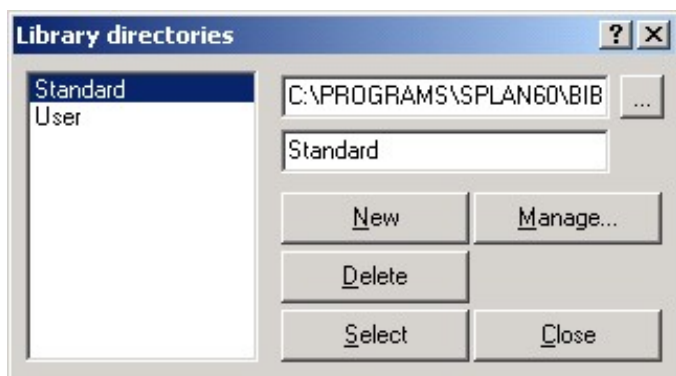 Library directories
Standard
User
C:\PROGRAMS\SPLAN60\BIB
...
Standard
New
Manage...
Delete
Select
Close